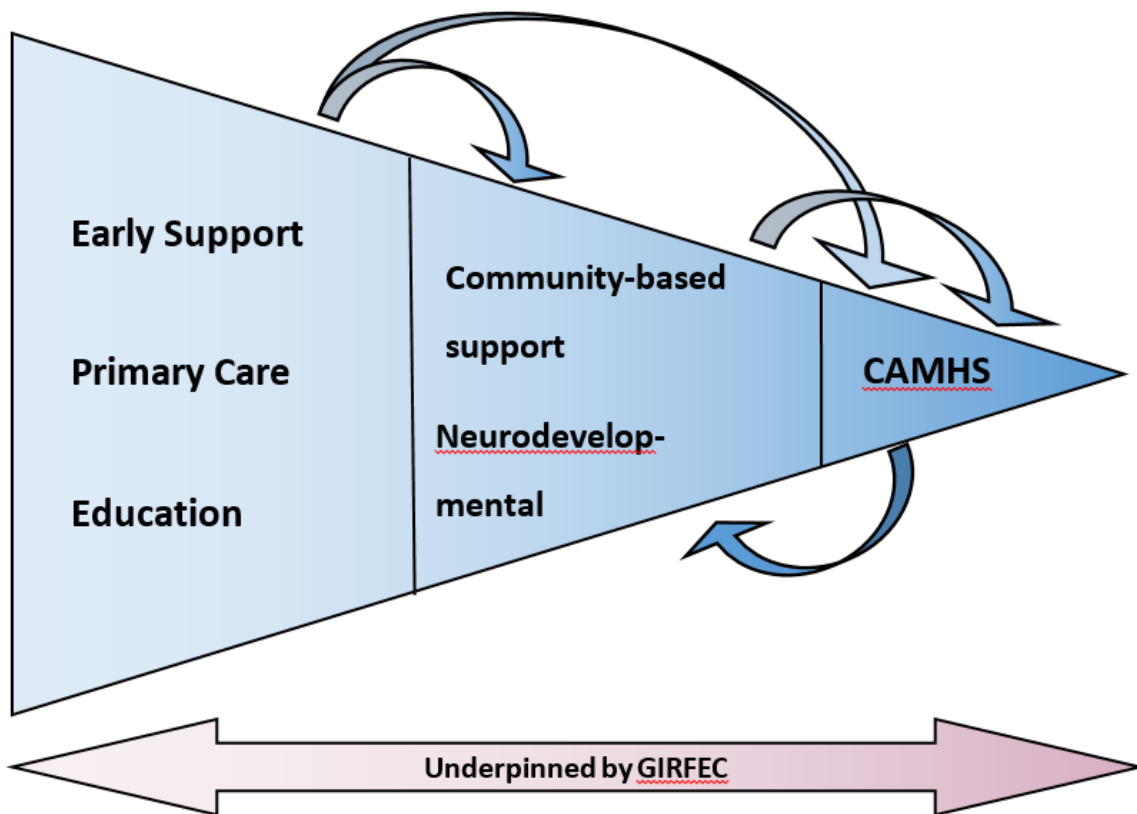 Early Support
Primary Care
Education
Community-based
support
Neurodevelop-
mental
CAMHS
Underpinned by GIRFEC